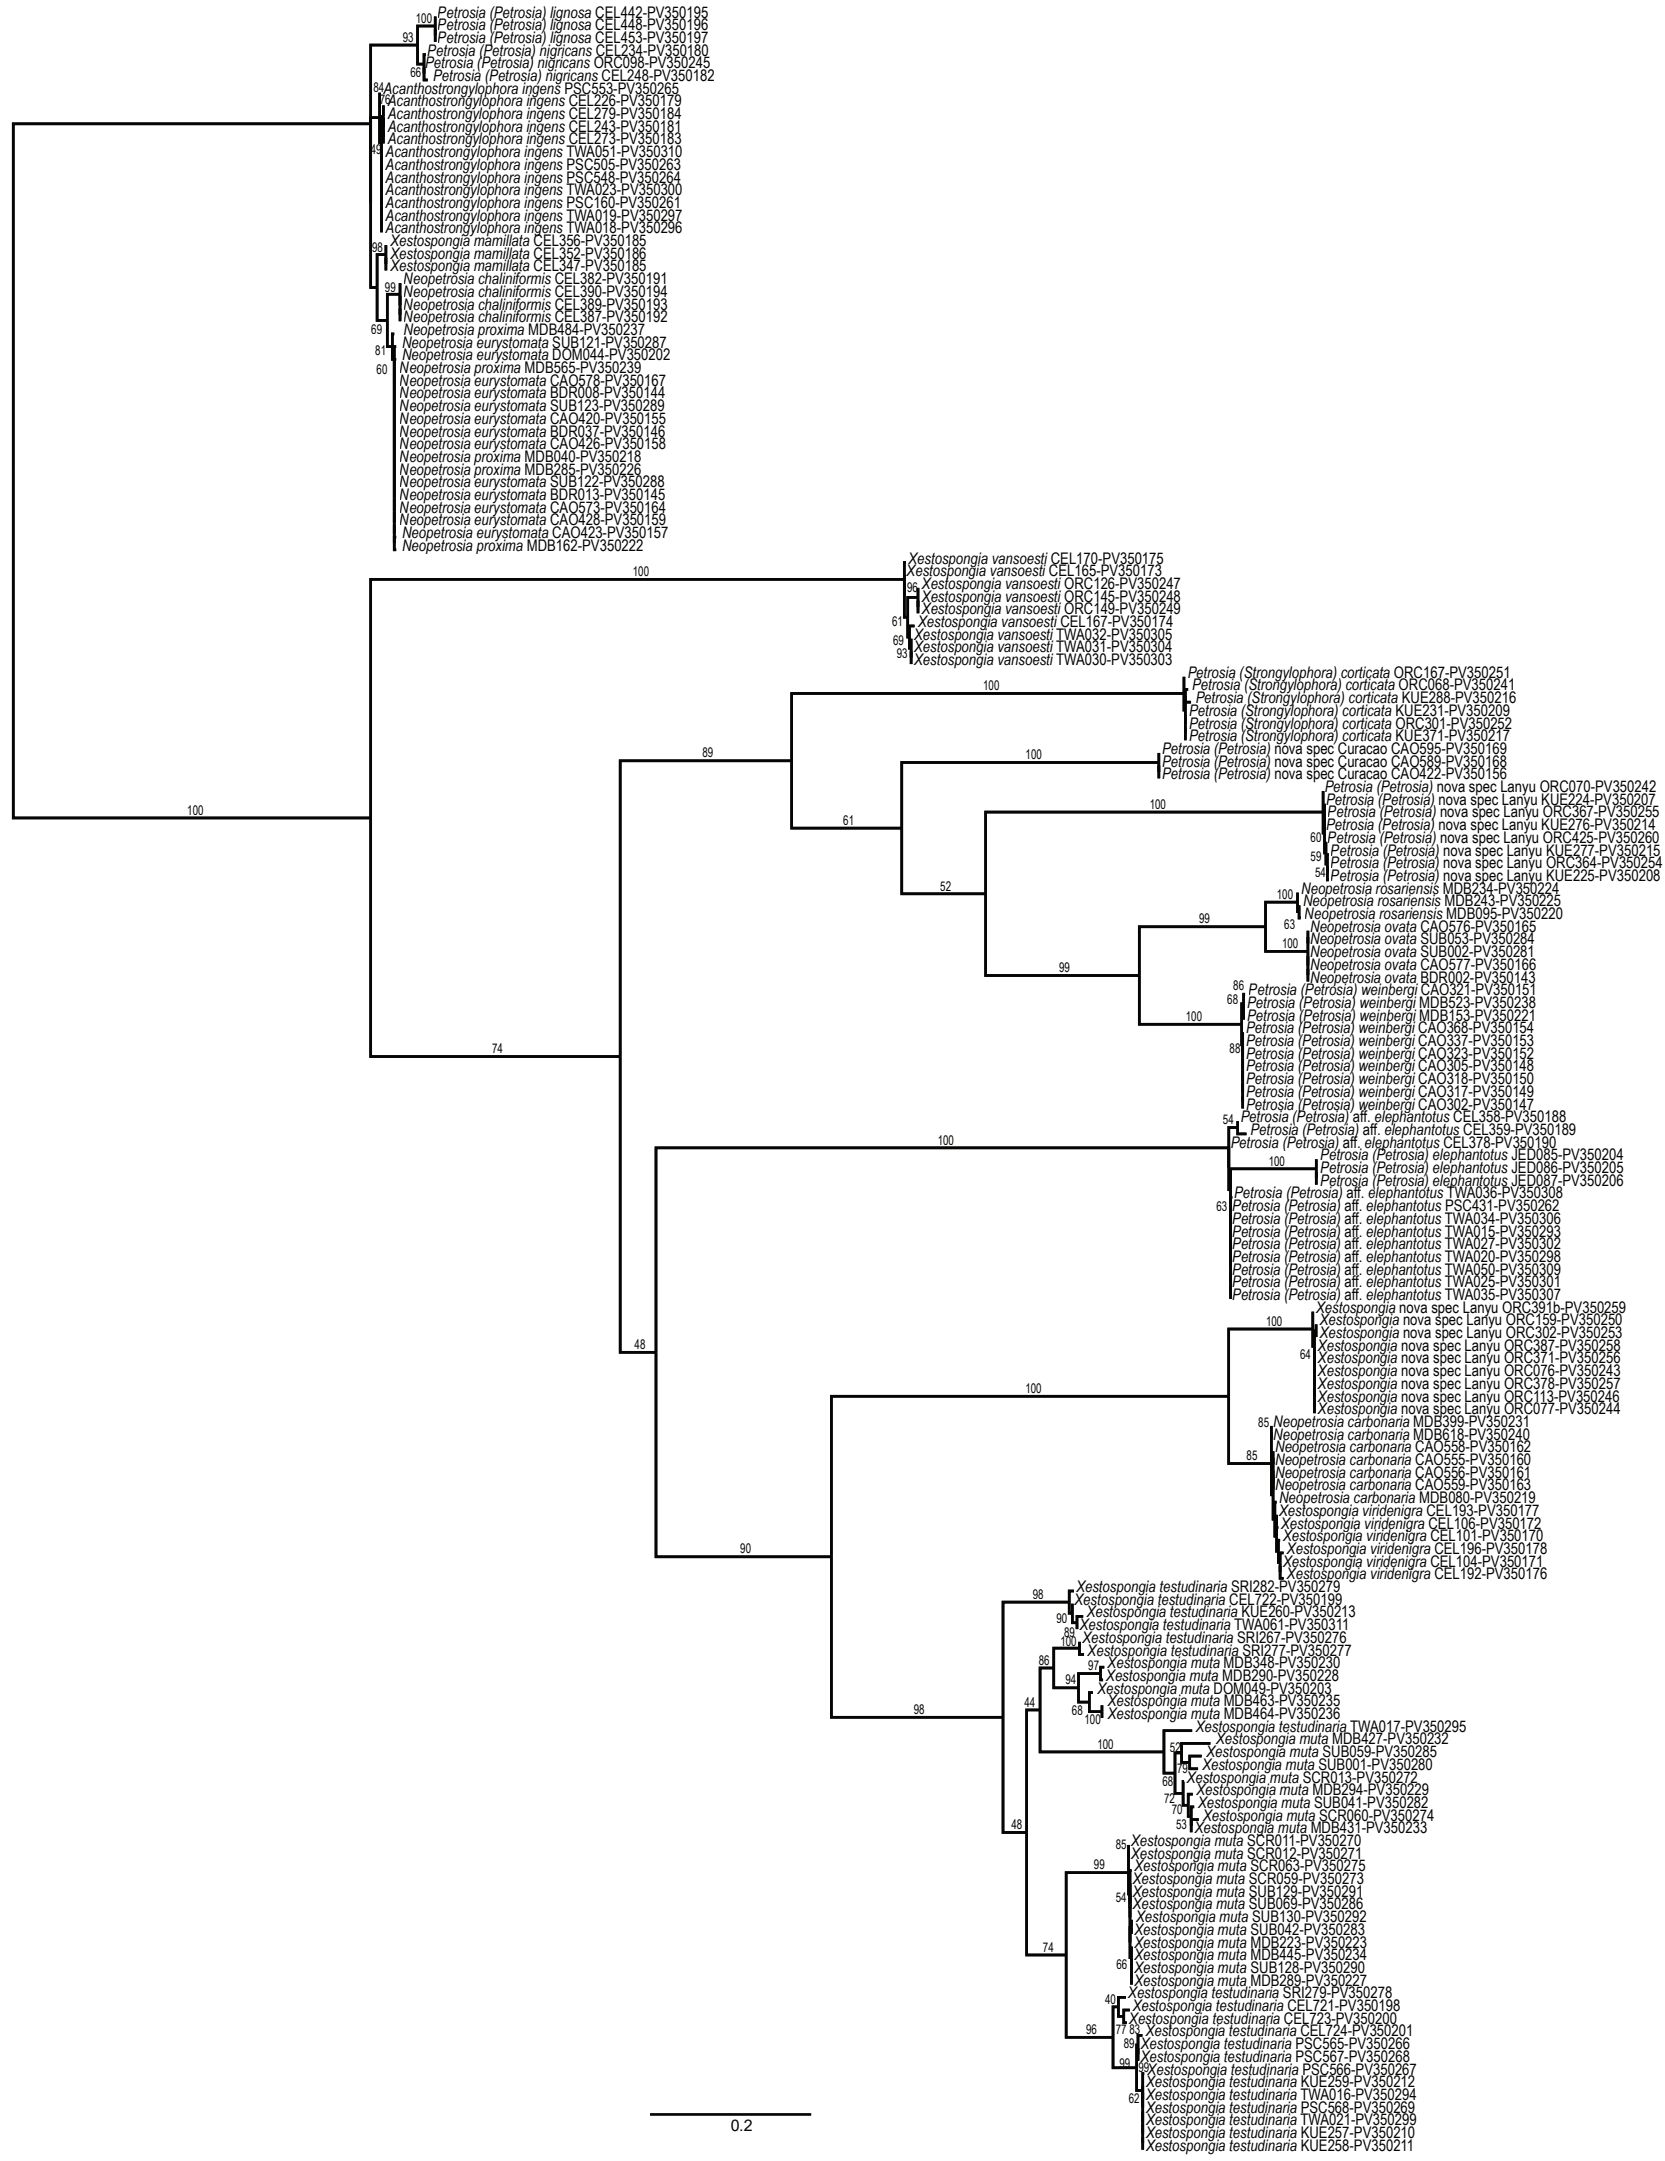 Petrosia (Petrosia) lignosa CEL442-PV350195
100 Petrosia (Petrosia) lignosa CEL448-PV350196
93 Petrosia (Petrosia) lignosa CEL453-PV350197
Petrosia (Petrosia) nigricans CEL234-PV350180
Petrosia (Petrosia) nigricans ORC098-PV350245
66 Petrosia (Petrosia) nigricans CEL248-PV350182
84 Acanthostrongylophora ingens PSC553-PV350265
76 Acanthostrongylophora ingens CEL226-PV350179
Acanthostrongylophora ingens CEL279-PV350184
Acanthostrongylophora ingens CEL243-PV350181
Acanthostrongylophora ingens CEL273-PV350183
49 Acanthostrongylophora ingens TWA051-PV350310
Acanthostrongylophora ingens PSC505-PV350263
Acanthostrongylophora ingens PSC548-PV350264
Acanthostrongylophora ingens TWA023-PV350300
Acanthostrongylophora ingens PSC160-PV350261
Acanthostrongylophora ingens TWA019-PV350297
Acanthostrongylophora ingens TWA018-PV350296
Xestospongia mamillata CEL356-PV350185
98 Xestospongia mamillata CEL352-PV350186
Xestospongia mamillata CEL347-PV350185
Neopetrosia chaliniformis CEL382-PV350191
99 Neopetrosia chaliniformis CEL390-PV350194
Neopetrosia chaliniformis CEL389-PV350193
Neopetrosia chaliniformis CEL387-PV350192
69 Neopetrosia proxima MDB484-PV350237
Neopetrosia eurystomata SUB121-PV350287
81 Neopetrosia eurystomata DOM044-PV350202
60 Neopetrosia proxima MDB565-PV350239
Neopetrosia eurystomata CAO578-PV350167
Neopetrosia eurystomata BDR008-PV350144
Neopetrosia eurystomata SUB123-PV350289
Neopetrosia eurystomata CAO420-PV350155
Neopetrosia eurystomata BDR037-PV350146
Neopetrosia eurystomata CAO426-PV350158
Neopetrosia proxima MDB040-PV350218
Neopetrosia proxima MDB285-PV350226
Neopetrosia eurystomata SUB122-PV350288
Neopetrosia eurystomata BDR013-PV350145
Neopetrosia eurystomata CAO573-PV350164
Neopetrosia eurystomata CAO428-PV350159
Neopetrosia eurystomata CAO423-PV350157
Neopetrosia proxima MDB162-PV350222
Xestospongia vansoesti CEL170-PV350175
100 Xestospongia vansoesti CEL165-PV350173
96 Xestospongia vansoesti ORC126-PV350247
Xestospongia vansoesti ORC145-PV350248
Xestospongia vansoesti ORC149-PV350249
61 Xestospongia vansoesti CEL167-PV350174
69 Xestospongia vansoesti TWA032-PV350305
Xestospongia vansoesti TWA031-PV350304
93 Xestospongia vansoesti TWA030-PV350303
Petrosia (Strongylophora) corticata ORC167-PV350251
100 Petrosia (Strongylophora) corticata ORC068-PV350241
Petrosia (Strongylophora) corticata KUE288-PV350216
Petrosia (Strongylophora) corticata KUE231-PV350209
Petrosia (Strongylophora) corticata ORC301-PV350252
Petrosia (Strongylophora) corticata KUE371-PV350217
89 100 Petrosia (Petrosia) nova spec Curacao CAO595-PV350169
Petrosia (Petrosia) nova spec Curacao CAO589-PV350168
Petrosia (Petrosia) nova spec Curacao CAO422-PV350156
Petrosia (Petrosia) nova spec Lanyu ORC070-PV350242
100 Petrosia (Petrosia) nova spec Lanyu KUE224-PV350207
100 Petrosia (Petrosia) nova spec Lanyu ORC367-PV350255
61 Petrosia (Petrosia) nova spec Lanyu KUE276-PV350214
60 Petrosia (Petrosia) nova spec Lanyu ORC425-PV350260
59 Petrosia (Petrosia) nova spec Lanyu KUE277-PV350215
Petrosia (Petrosia) nova spec Lanyu ORC364-PV350254
54 Petrosia (Petrosia) nova spec Lanyu KUE225-PV350208
52 100 Neopetrosia rosariensis MDB234-PV350224
Neopetrosia rosariensis MDB243-PV350225
99 Neopetrosia rosariensis MDB095-PV350220
63 Neopetrosia ovata CAO576-PV350165
100 Neopetrosia ovata SUB053-PV350284
Neopetrosia ovata SUB002-PV350281
99 Neopetrosia ovata CAO577-PV350166
Neopetrosia ovata BDR002-PV350143
86 Petrosia (Petrosia) weinbergi CAO321-PV350151
68 Petrosia (Petrosia) weinbergi MDB523-PV350238
100 Petrosia (Petrosia) weinbergi MDB153-PV350221
Petrosia (Petrosia) weinbergi CAO368-PV350154
Petrosia (Petrosia) weinbergi CAO337-PV350153
74 88 Petrosia (Petrosia) weinbergi CAO323-PV350152
Petrosia (Petrosia) weinbergi CAO305-PV350148
Petrosia (Petrosia) weinbergi CAO318-PV350150
Petrosia (Petrosia) weinbergi CAO317-PV350149
Petrosia (Petrosia) weinbergi CAO302-PV350147
54 Petrosia (Petrosia) aff. elephantotus CEL358-PV350188
Petrosia (Petrosia) aff. elephantotus CEL359-PV350189
100 Petrosia (Petrosia) aff. elephantotus CEL378-PV350190
Petrosia (Petrosia) elephantotus JED085-PV350204
100 Petrosia (Petrosia) elephantotus JED086-PV350205
Petrosia (Petrosia) elephantotus JED087-PV350206
Petrosia (Petrosia) aff. elephantotus TWA036-PV350308
63 Petrosia (Petrosia) aff. elephantotus PSC431-PV350262
Petrosia (Petrosia) aff. elephantotus TWA034-PV350306
Petrosia (Petrosia) aff. elephantotus TWA015-PV350293
Petrosia (Petrosia) aff. elephantotus TWA027-PV350302
Petrosia (Petrosia) aff. elephantotus TWA020-PV350298
Petrosia (Petrosia) aff. elephantotus TWA050-PV350309
Petrosia (Petrosia) aff. elephantotus TWA025-PV350301
Petrosia (Petrosia) aff. elephantotus TWA035-PV350307
Xestospongia nova spec Lanyu ORC391b-PV350259
100 Xestospongia nova spec Lanyu ORC159-PV350250
Xestospongia nova spec Lanyu ORC302-PV350253
48 Xestospongia nova spec Lanyu ORC387-PV350258
64 Xestospongia nova spec Lanyu ORC371-PV350256
Xestospongia nova spec Lanyu ORC076-PV350243
Xestospongia nova spec Lanyu ORC378-PV350257
100 Xestospongia nova spec Lanyu ORC113-PV350246
Xestospongia nova spec Lanyu ORC077-PV350244
85 Neopetrosia carbonaria MDB399-PV350231
Neopetrosia carbonaria MDB618-PV350240
Neopetrosia carbonaria CAO558-PV350162
85 Neopetrosia carbonaria CAO555-PV350160
Neopetrosia carbonaria CAO556-PV350161
Neopetrosia carbonaria CAO559-PV350163
Neopetrosia carbonaria MDB080-PV350219
Xestospongia viridenigra CEL193-PV350177
Xestospongia viridenigra CEL106-PV350172
Xestospongia viridenigra CEL101-PV350170
90 Xestospongia viridenigra CEL196-PV350178
Xestospongia viridenigra CEL104-PV350171
Xestospongia viridenigra CEL192-PV350176
Xestospongia testudinaria SRI282-PV350279
98 Xestospongia testudinaria CEL722-PV350199
Xestospongia testudinaria KUE260-PV350213
90 Xestospongia testudinaria TWA061-PV350311
89 Xestospongia testudinaria SRI267-PV350276
100 Xestospongia testudinaria SRI277-PV350277
86 97 Xestospongia muta MDB348-PV350230
Xestospongia muta MDB290-PV350228
94 Xestospongia muta DOM049-PV350203
44 68 Xestospongia muta MDB463-PV350235
98 100 Xestospongia muta MDB464-PV350236
Xestospongia testudinaria TWA017-PV350295
Xestospongia muta MDB427-PV350232
100 52 Xestospongia muta SUB059-PV350285
79 Xestospongia muta SUB001-PV350280
68 Xestospongia muta SCR013-PV350272
Xestospongia muta MDB294-PV350229
72 Xestospongia muta SUB041-PV350282
70 Xestospongia muta SCR060-PV350274
48 53 Xestospongia muta MDB431-PV350233
85 Xestospongia muta SCR011-PV350270
Xestospongia muta SCR012-PV350271
99 Xestospongia muta SCR063-PV350275
Xestospongia muta SCR059-PV350273
54 Xestospongia muta SUB129-PV350291
Xestospongia muta SUB069-PV350286
Xestospongia muta SUB130-PV350292
Xestospongia muta SUB042-PV350283
74 Xestospongia muta MDB223-PV350223
Xestospongia muta MDB445-PV350234
66 Xestospongia muta SUB128-PV350290
Xestospongia muta MDB289-PV350227
40 Xestospongia testudinaria SRI279-PV350278
Xestospongia testudinaria CEL721-PV350198
Xestospongia testudinaria CEL723-PV350200
96 77 83 Xestospongia testudinaria CEL724-PV350201
89 Xestospongia testudinaria PSC565-PV350266
Xestospongia testudinaria PSC567-PV350268
99 99 Xestospongia testudinaria PSC566-PV350267
Xestospongia testudinaria KUE259-PV350212
62 Xestospongia testudinaria TWA016-PV350294
Xestospongia testudinaria PSC568-PV350269
0.2 Xestospongia testudinaria TWA021-PV350299
Xestospongia testudinaria KUE257-PV350210
Xestospongia testudinaria KUE258-PV350211